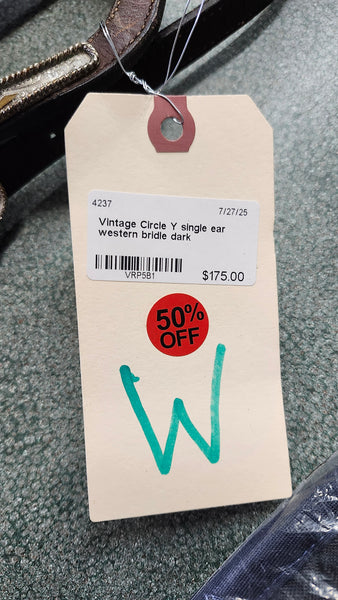 4237 7/27/25
Vintage Circle Y single ear
western bridle dark
VRP5B1 $175.00
50%
OFF
W